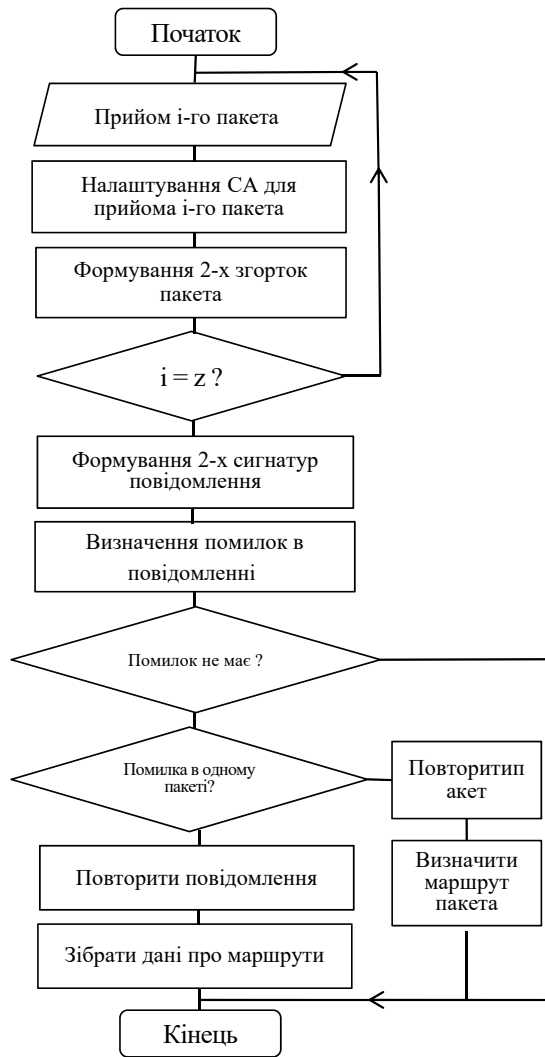 Початок
Прийом і-го пакета
Налаштування СА для
прийома і-го пакета
Формування 2-х згорток
пакета
i = z ?
Формування 2-х сигнатур
повідомлення
Визначення помилок в
повідомленні
Помилок не має ?
Помилка в одному
пакеті?
Повторитип
акет
Повторити повідомлення
Визначити
маршрут
пакета
Зібрати дані про маршрути
Кінець